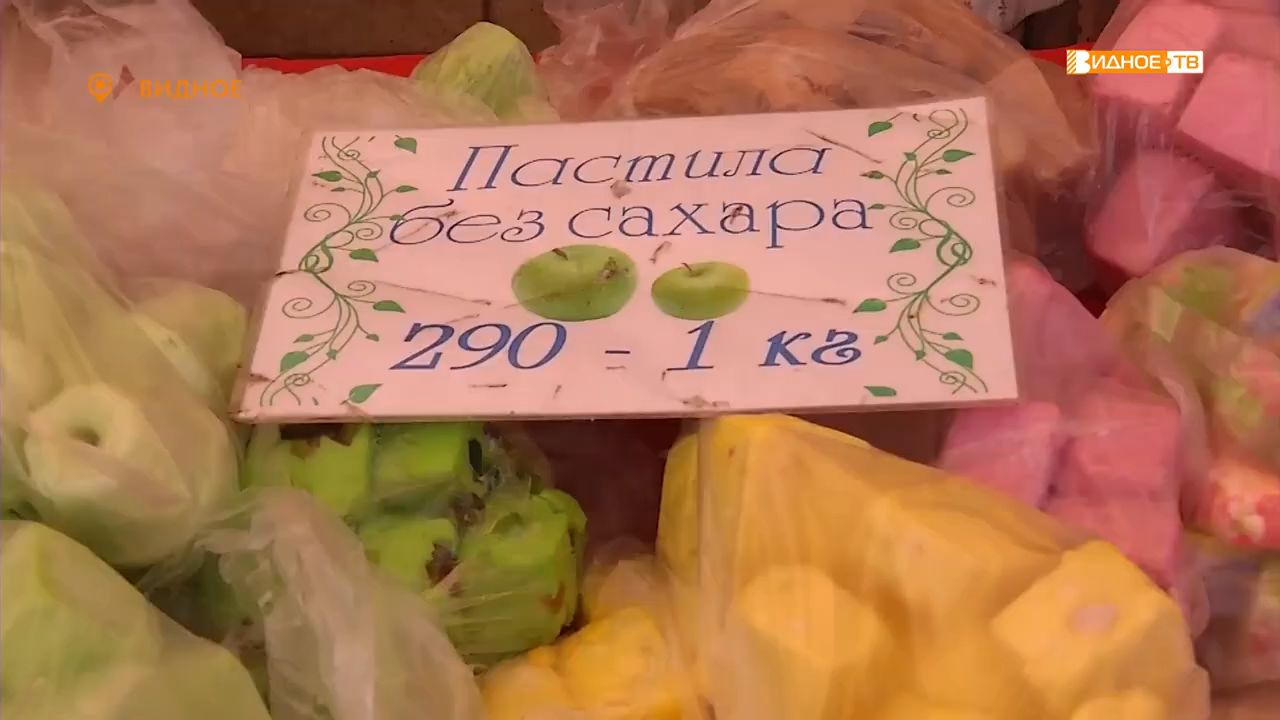 ВИДНОЕ
ВИДНОЕ ТВ
Пастила
без сахара
290 - 1 кг